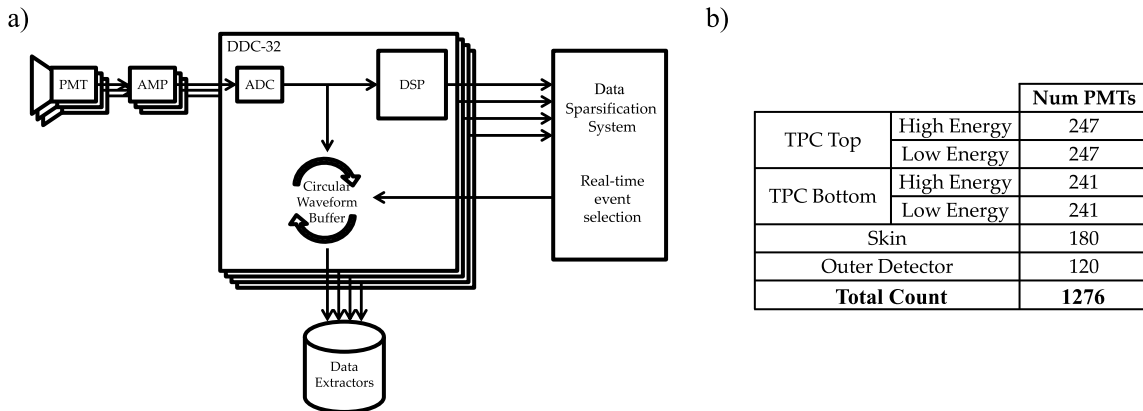 a)
DDC-32
PMT
AMP
ADC
DSP
Data
Sparsification
System
Real-time
event
selection
Circular
Waveform
Buffer
Data
Extractors
b)
Num PMTs
TPC Top High Energy 247
Low Energy 247
TPC Bottom High Energy 241
Low Energy 241
Skin 180
Outer Detector 120
Total Count 1276